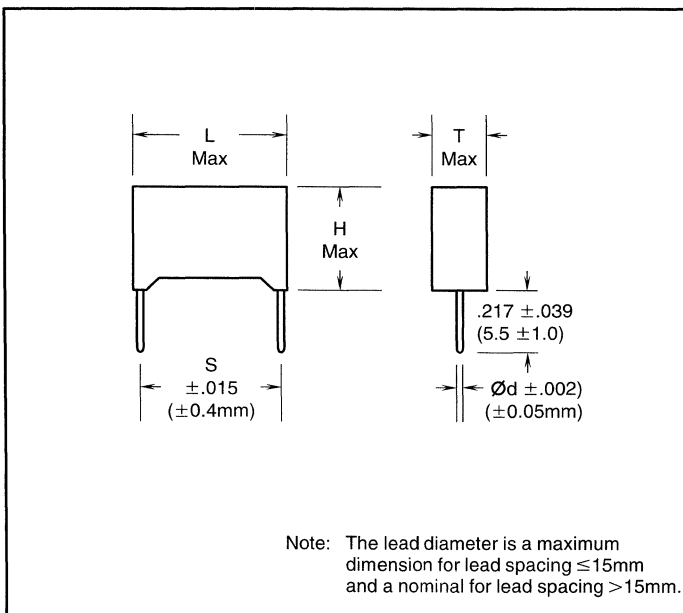 L
Max
T
Max
H
Max
.217 ±.039
(5.5 ±1.0)
S
±.015
(±0.4mm)
Ød ±.002)
(±0.05mm)
Note: The lead diameter is a maximum
dimension for lead spacing ≤15mm
and a nominal for lead spacing >15mm.